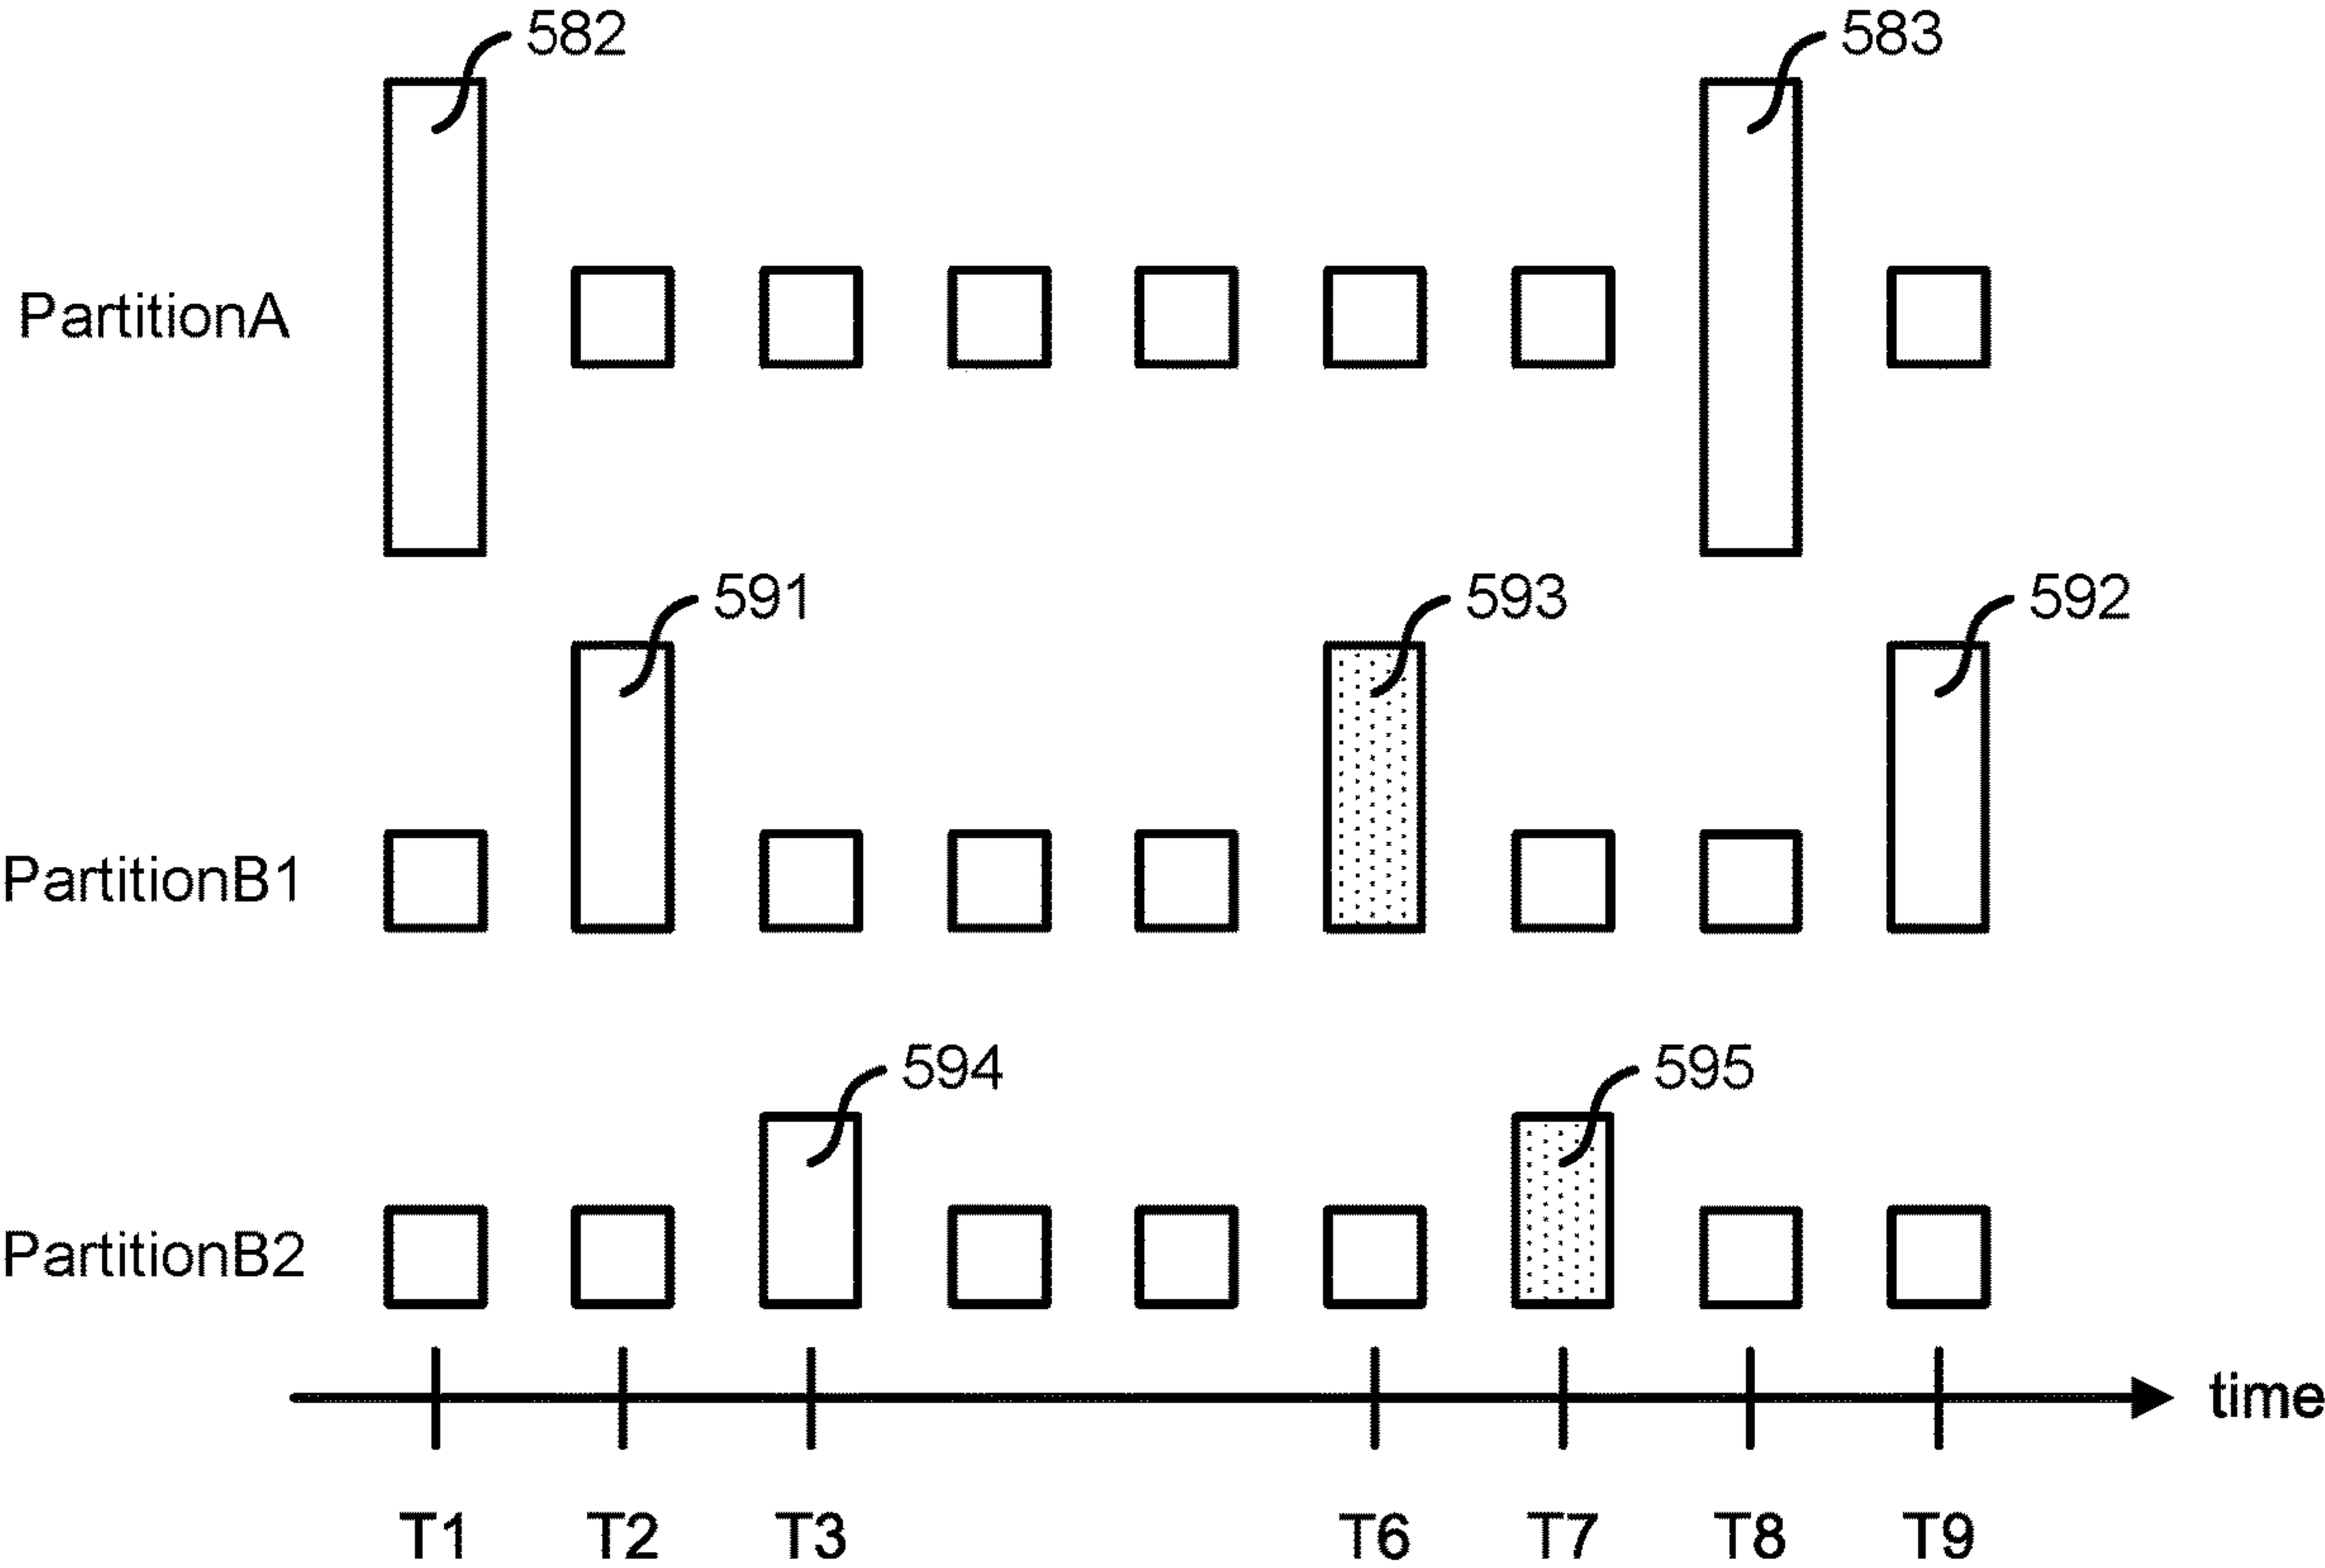 582 583
PartitionA
591 593 592
PartitionB1
594 595
PartitionB2
time
T1 T2 T3 T6 T7 T8 T9